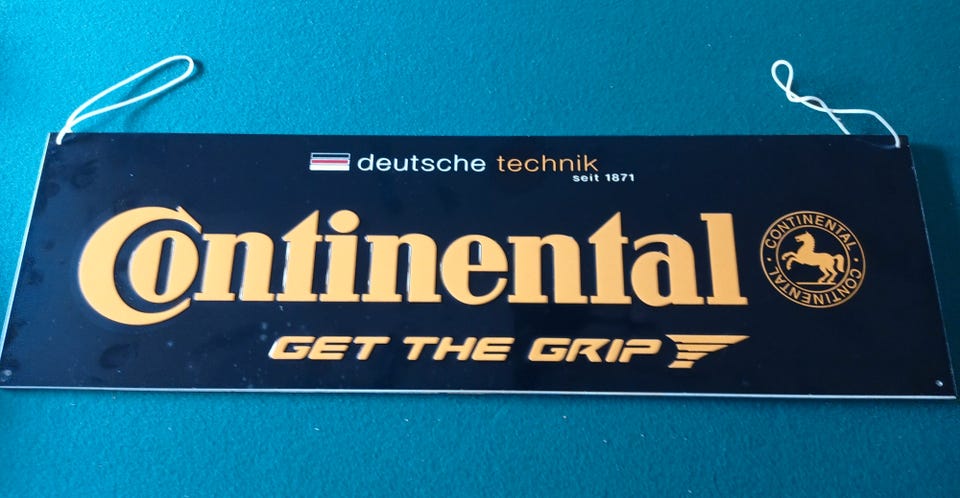 deutsche technik
seit 1871
Continental
CONTINENTAL
CONTINENTAL
GET THE GRIP